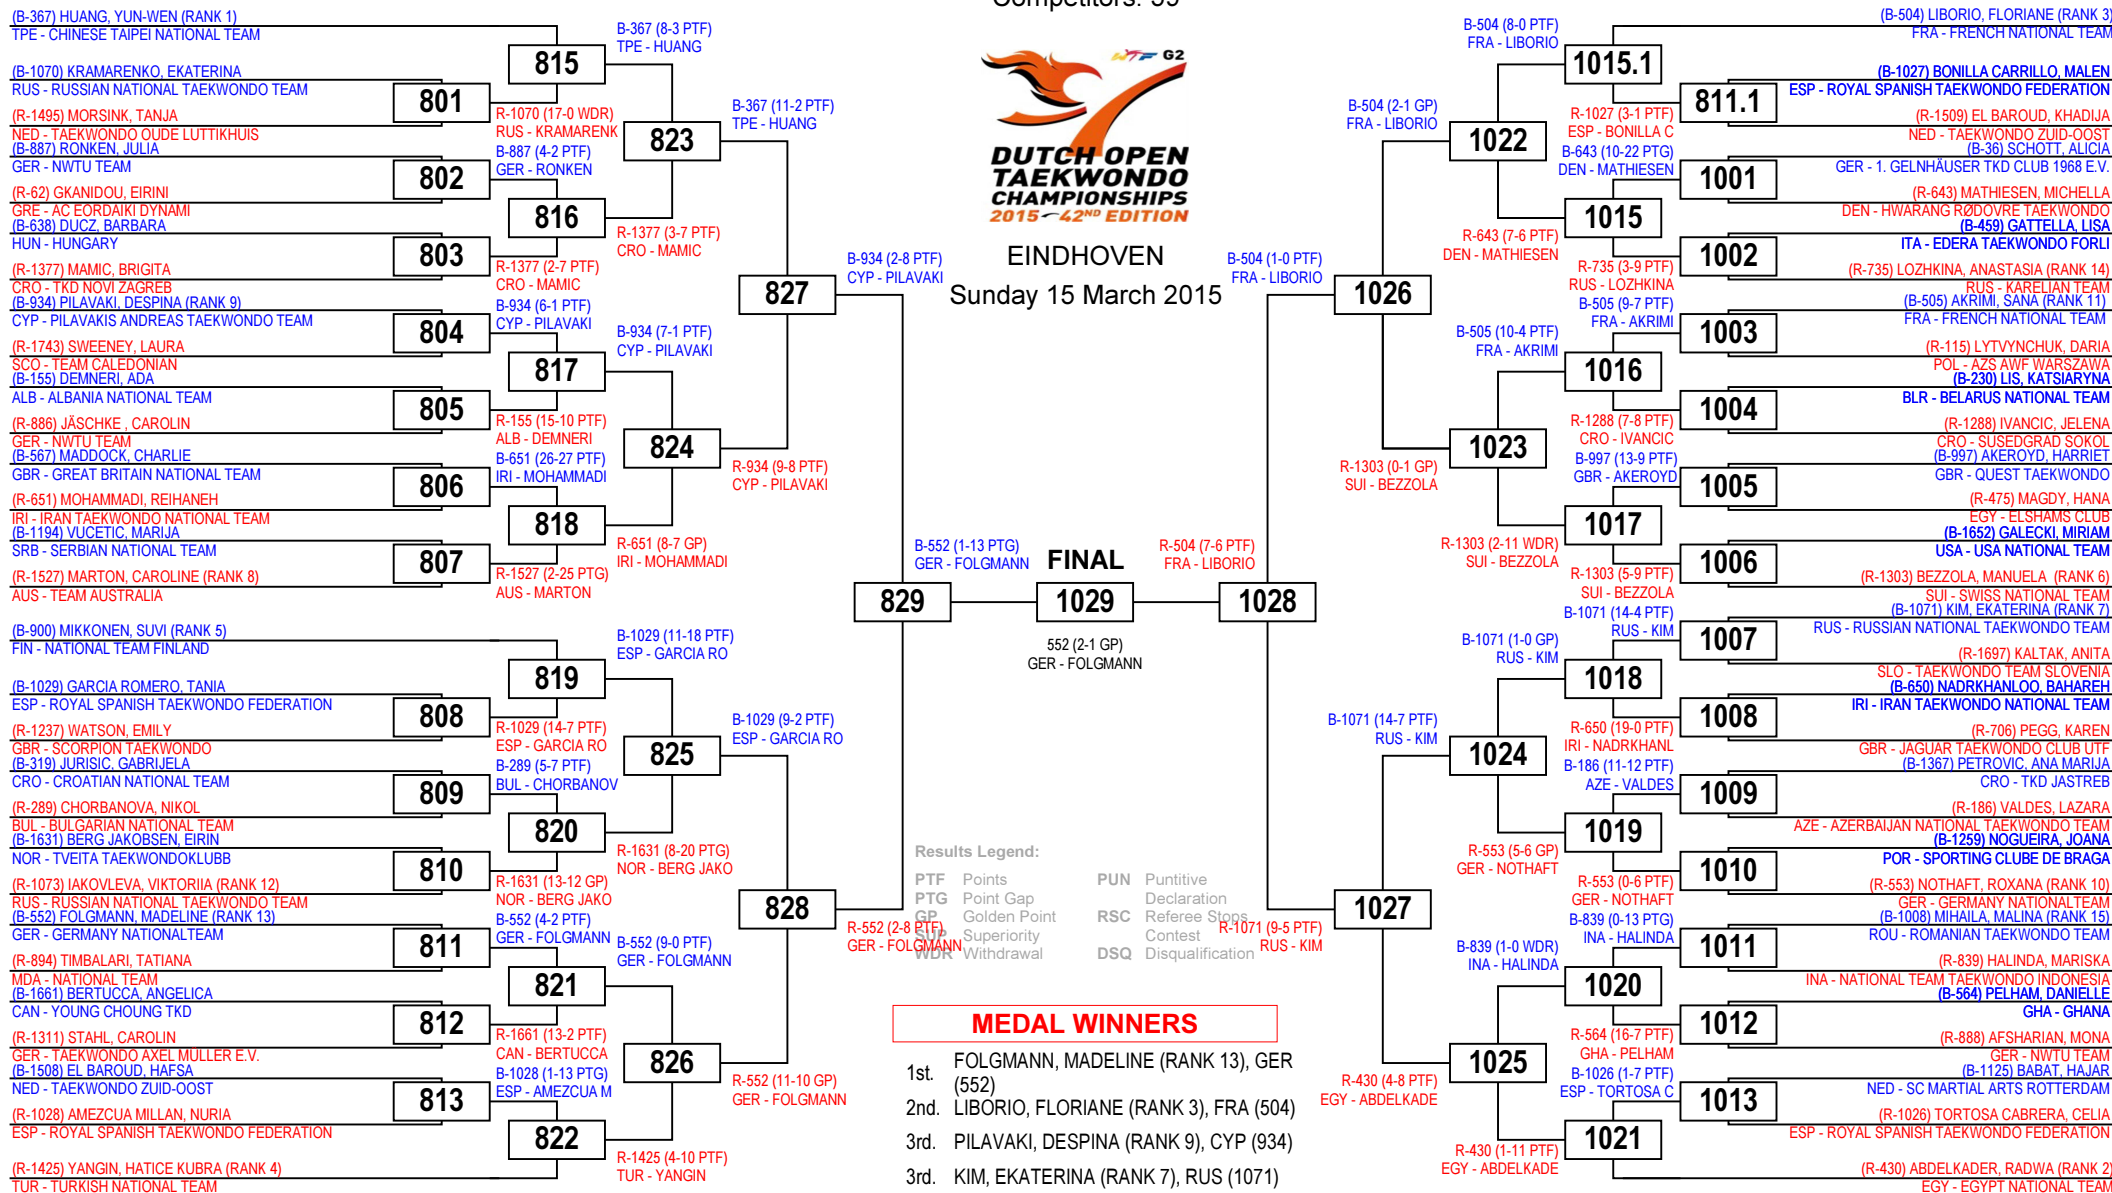 (B-367) HUANG, YUN-WEN (RANK 1)
TPE - CHINESE TAIPEI NATIONAL TEAM
(B-1070) KRAMARENKO, EKATERINA
RUS - RUSSIAN NATIONAL TAEKWONDO TEAM
(R-1495) MORSINK, TANJA
NED - TAEKWONDO OUDE LUTTIKHUIS
(B-887) RONKEN, JULIA
GER - NWTU TEAM
(R-62) GKANIDOU, EIRINI
GRE - AC EORDAIKI DYNAMI
(B-638) DUCZ, BARBARA
HUN - HUNGARY
(R-1377) MAMIC, BRIGITA
CRO - TKD NOVI ZAGREB
(B-934) PILAVAKI, DESPINA (RANK 9)
CYP - PILAVAKIS ANDREAS TAEKWONDO TEAM
(R-1743) SWEENEY, LAURA
SCO - TEAM CALEDONIAN
(B-155) DEMNERI, ADA
ALB - ALBANIA NATIONAL TEAM
(R-886) JÄSCHKE , CAROLIN
GER - NWTU TEAM
(B-567) MADDOCK, CHARLIE
GBR - GREAT BRITAIN NATIONAL TEAM
(R-651) MOHAMMADI, REIHANEH
IRI - IRAN TAEKWONDO NATIONAL TEAM
(B-1194) VUCETIC, MARIJA
SRB - SERBIAN NATIONAL TEAM
(R-1527) MARTON, CAROLINE (RANK 8)
AUS - TEAM AUSTRALIA
(B-900) MIKKONEN, SUVI (RANK 5)
FIN - NATIONAL TEAM FINLAND
(B-1029) GARCIA ROMERO, TANIA
ESP - ROYAL SPANISH TAEKWONDO FEDERATION
(R-1237) WATSON, EMILY
GBR - SCORPION TAEKWONDO
(B-319) JURISIC, GABRIJELA
CRO - CROATIAN NATIONAL TEAM
(R-289) CHORBANOVA, NIKOL
BUL - BULGARIAN NATIONAL TEAM
(B-1631) BERG JAKOBSEN, EIRIN
NOR - TVEITA TAEKWONDOKLUBB
(R-1073) IAKOVLEVA, VIKTORIIA (RANK 12)
RUS - RUSSIAN NATIONAL TAEKWONDO TEAM
(B-552) FOLGMANN, MADELINE (RANK 13)
GER - GERMANY NATIONALTEAM
(R-894) TIMBALARI, TATIANA
MDA - NATIONAL TEAM
(B-1661) BERTUCCA, ANGELICA
CAN - YOUNG CHOUNG TKD
(R-1311) STAHL, CAROLIN
GER - TAEKWONDO AXEL MÜLLER E.V.
(B-1508) EL BAROUD, HAFSA
NED - TAEKWONDO ZUID-OOST
(R-1028) AMEZCUA MILLAN, NURIA
ESP - ROYAL SPANISH TAEKWONDO FEDERATION
(R-1425) YANGIN, HATICE KUBRA (RANK 4)
TUR - TURKISH NATIONAL TEAM
801
802
803
804
805
806
807
808
809
810
811
812
813
R-1070 (17-0 WDR)
RUS - KRAMARENK
B-887 (4-2 PTF)
GER - RONKEN
R-1377 (2-7 PTF)
CRO - MAMIC
B-934 (6-1 PTF)
CYP - PILAVAKI
R-155 (15-10 PTF)
ALB - DEMNERI
B-651 (26-27 PTF)
IRI - MOHAMMADI
R-1527 (2-25 PTG)
AUS - MARTON
R-1029 (14-7 PTF)
ESP - GARCIA RO
B-289 (5-7 PTF)
BUL - CHORBANOV
R-1631 (13-12 GP)
NOR - BERG JAKO
B-552 (4-2 PTF)
GER - FOLGMANN
R-1661 (13-2 PTF)
CAN - BERTUCCA
B-1028 (1-13 PTG)
ESP - AMEZCUA M
815
816
817
818
819
820
821
822
B-367 (8-3 PTF)
TPE - HUANG
R-1377 (3-7 PTF)
CRO - MAMIC
B-934 (7-1 PTF)
CYP - PILAVAKI
R-651 (8-7 GP)
IRI - MOHAMMADI
B-1029 (11-18 PTF)
ESP - GARCIA RO
R-1631 (8-20 PTG)
NOR - BERG JAKO
B-552 (9-0 PTF)
GER - FOLGMANN
R-1425 (4-10 PTF)
TUR - YANGIN
823
824
825
826
B-367 (11-2 PTF)
TPE - HUANG
R-934 (9-8 PTF)
CYP - PILAVAKI
B-1029 (9-2 PTF)
ESP - GARCIA RO
R-552 (11-10 GP)
GER - FOLGMANN
827
828
B-934 (2-8 PTF)
CYP - PILAVAKI
R-552 (2-8 PTF)
GER - FOLGMANN
829
B-552 (1-13 PTG)
GER - FOLGMANN
WTF G2
DUTCH OPEN
TAEKWONDO
CHAMPIONSHIPS
2015 ~ 42ND EDITION
EINDHOVEN
Sunday 15 March 2015
FINAL
1029
552 (2-1 GP)
GER - FOLGMANN
Results Legend:
PTF Points
PTG Point Gap
GP Golden Point
SUP Superiority
WDR Withdrawal
PUN Puntitive
Declaration
RSC Referee Stops
Contest
DSQ Disqualification
MEDAL WINNERS
1st. FOLGMANN, MADELINE (RANK 13), GER
(552)
2nd. LIBORIO, FLORIANE (RANK 3), FRA (504)
3rd. PILAVAKI, DESPINA (RANK 9), CYP (934)
3rd. KIM, EKATERINA (RANK 7), RUS (1071)
R-504 (7-6 PTF)
FRA - LIBORIO
1028
B-504 (1-0 PTF)
FRA - LIBORIO
R-1071 (9-5 PTF)
RUS - KIM
1026
1027
B-504 (2-1 GP)
FRA - LIBORIO
R-1303 (0-1 GP)
SUI - BEZZOLA
B-1071 (14-7 PTF)
RUS - KIM
R-430 (4-8 PTF)
EGY - ABDELKADE
1022
1023
1024
1025
B-504 (8-0 PTF)
FRA - LIBORIO
R-643 (7-6 PTF)
DEN - MATHIESEN
B-505 (10-4 PTF)
FRA - AKRIMI
R-1303 (2-11 WDR)
SUI - BEZZOLA
B-1071 (1-0 GP)
RUS - KIM
R-553 (5-6 GP)
GER - NOTHAFT
B-839 (1-0 WDR)
INA - HALINDA
R-430 (1-11 PTF)
EGY - ABDELKADE
1015.1
1015
1016
1017
1018
1019
1020
1021
R-1027 (3-1 PTF)
ESP - BONILLA C
B-643 (10-22 PTG)
DEN - MATHIESEN
R-735 (3-9 PTF)
RUS - LOZHKINA
B-505 (9-7 PTF)
FRA - AKRIMI
R-1288 (7-8 PTF)
CRO - IVANCIC
B-997 (13-9 PTF)
GBR - AKEROYD
R-1303 (5-9 PTF)
SUI - BEZZOLA
B-1071 (14-4 PTF)
RUS - KIM
R-650 (19-0 PTF)
IRI - NADRKHANL
B-186 (11-12 PTF)
AZE - VALDES
R-553 (0-6 PTF)
GER - NOTHAFT
B-839 (0-13 PTG)
INA - HALINDA
R-564 (16-7 PTF)
GHA - PELHAM
B-1026 (1-7 PTF)
ESP - TORTOSA C
811.1
1001
1002
1003
1004
1005
1006
1007
1008
1009
1010
1011
1012
1013
(B-504) LIBORIO, FLORIANE (RANK 3)
FRA - FRENCH NATIONAL TEAM
(B-1027) BONILLA CARRILLO, MALEN
ESP - ROYAL SPANISH TAEKWONDO FEDERATION
(R-1509) EL BAROUD, KHADIJA
NED - TAEKWONDO ZUID-OOST
(B-36) SCHOTT, ALICIA
GER - 1. GELNHÄUSER TKD CLUB 1968 E.V.
(R-643) MATHIESEN, MICHELLA
DEN - HWARANG RØDOVRE TAEKWONDO
(B-459) GATTELLA, LISA
ITA - EDERA TAEKWONDO FORLI
(R-735) LOZHKINA, ANASTASIA (RANK 14)
RUS - KARELIAN TEAM
(B-505) AKRIMI, SANA (RANK 11)
FRA - FRENCH NATIONAL TEAM
(R-115) LYTVYNCHUK, DARIA
POL - AZS AWF WARSZAWA
(B-230) LIS, KATSIARYNA
BLR - BELARUS NATIONAL TEAM
(R-1288) IVANCIC, JELENA
CRO - SUSEDGRAD SOKOL
(B-997) AKEROYD, HARRIET
GBR - QUEST TAEKWONDO
(R-475) MAGDY, HANA
EGY - ELSHAMS CLUB
(B-1652) GALECKI, MIRIAM
USA - USA NATIONAL TEAM
(R-1303) BEZZOLA, MANUELA (RANK 6)
SUI - SWISS NATIONAL TEAM
(B-1071) KIM, EKATERINA (RANK 7)
RUS - RUSSIAN NATIONAL TAEKWONDO TEAM
(R-1697) KALTAK, ANITA
SLO - TAEKWONDO TEAM SLOVENIA
(B-650) NADRKHANLOO, BAHAREH
IRI - IRAN TAEKWONDO NATIONAL TEAM
(R-706) PEGG, KAREN
GBR - JAGUAR TAEKWONDO CLUB UTF
(B-1367) PETROVIC, ANA MARIJA
CRO - TKD JASTREB
(R-186) VALDES, LAZARA
AZE - AZERBAIJAN NATIONAL TAEKWONDO TEAM
(B-1259) NOGUEIRA, JOANA
POR - SPORTING CLUBE DE BRAGA
(R-553) NOTHAFT, ROXANA (RANK 10)
GER - GERMANY NATIONALTEAM
(B-1008) MIHAILA, MALINA (RANK 15)
ROU - ROMANIAN TAEKWONDO TEAM
(R-839) HALINDA, MARISKA
INA - NATIONAL TEAM TAEKWONDO INDONESIA
(B-564) PELHAM, DANIELLE
GHA - GHANA
(R-888) AFSHARIAN, MONA
GER - NWTU TEAM
(B-1125) BABAT, HAJAR
NED - SC MARTIAL ARTS ROTTERDAM
(R-1026) TORTOSA CABRERA, CELIA
ESP - ROYAL SPANISH TAEKWONDO FEDERATION
(R-430) ABDELKADER, RADWA (RANK 2)
EGY - EGYPT NATIONAL TEAM